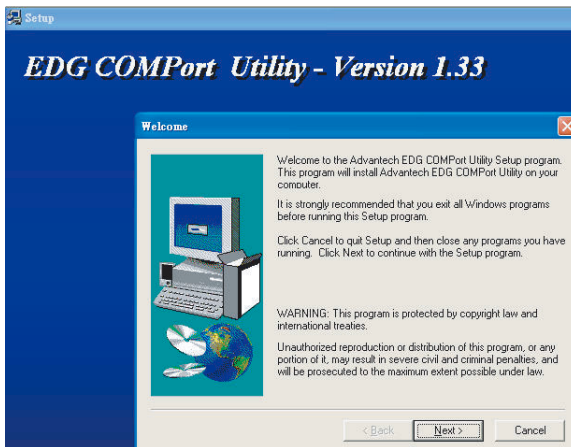 Setup
EDG COMPort Utility - Version 1.33
Welcome
Welcome to the Advantech EDG COMPort Utility Setup program.
This program will install Advantech EDG COMPort Utility on your
computer.
It is strongly recommended that you exit all Windows programs
before running this Setup program.
Click Cancel to quit Setup and then close any programs you have
running. Click Next to continue with the Setup program.
WARNING: This program is protected by copyright law and
international treaties.
Unauthorized reproduction or distribution of this program, or any
portion of it, may result in severe civil and criminal penalties, and
will be prosecuted to the maximum extent possible under law.
< Back
Next >
Cancel